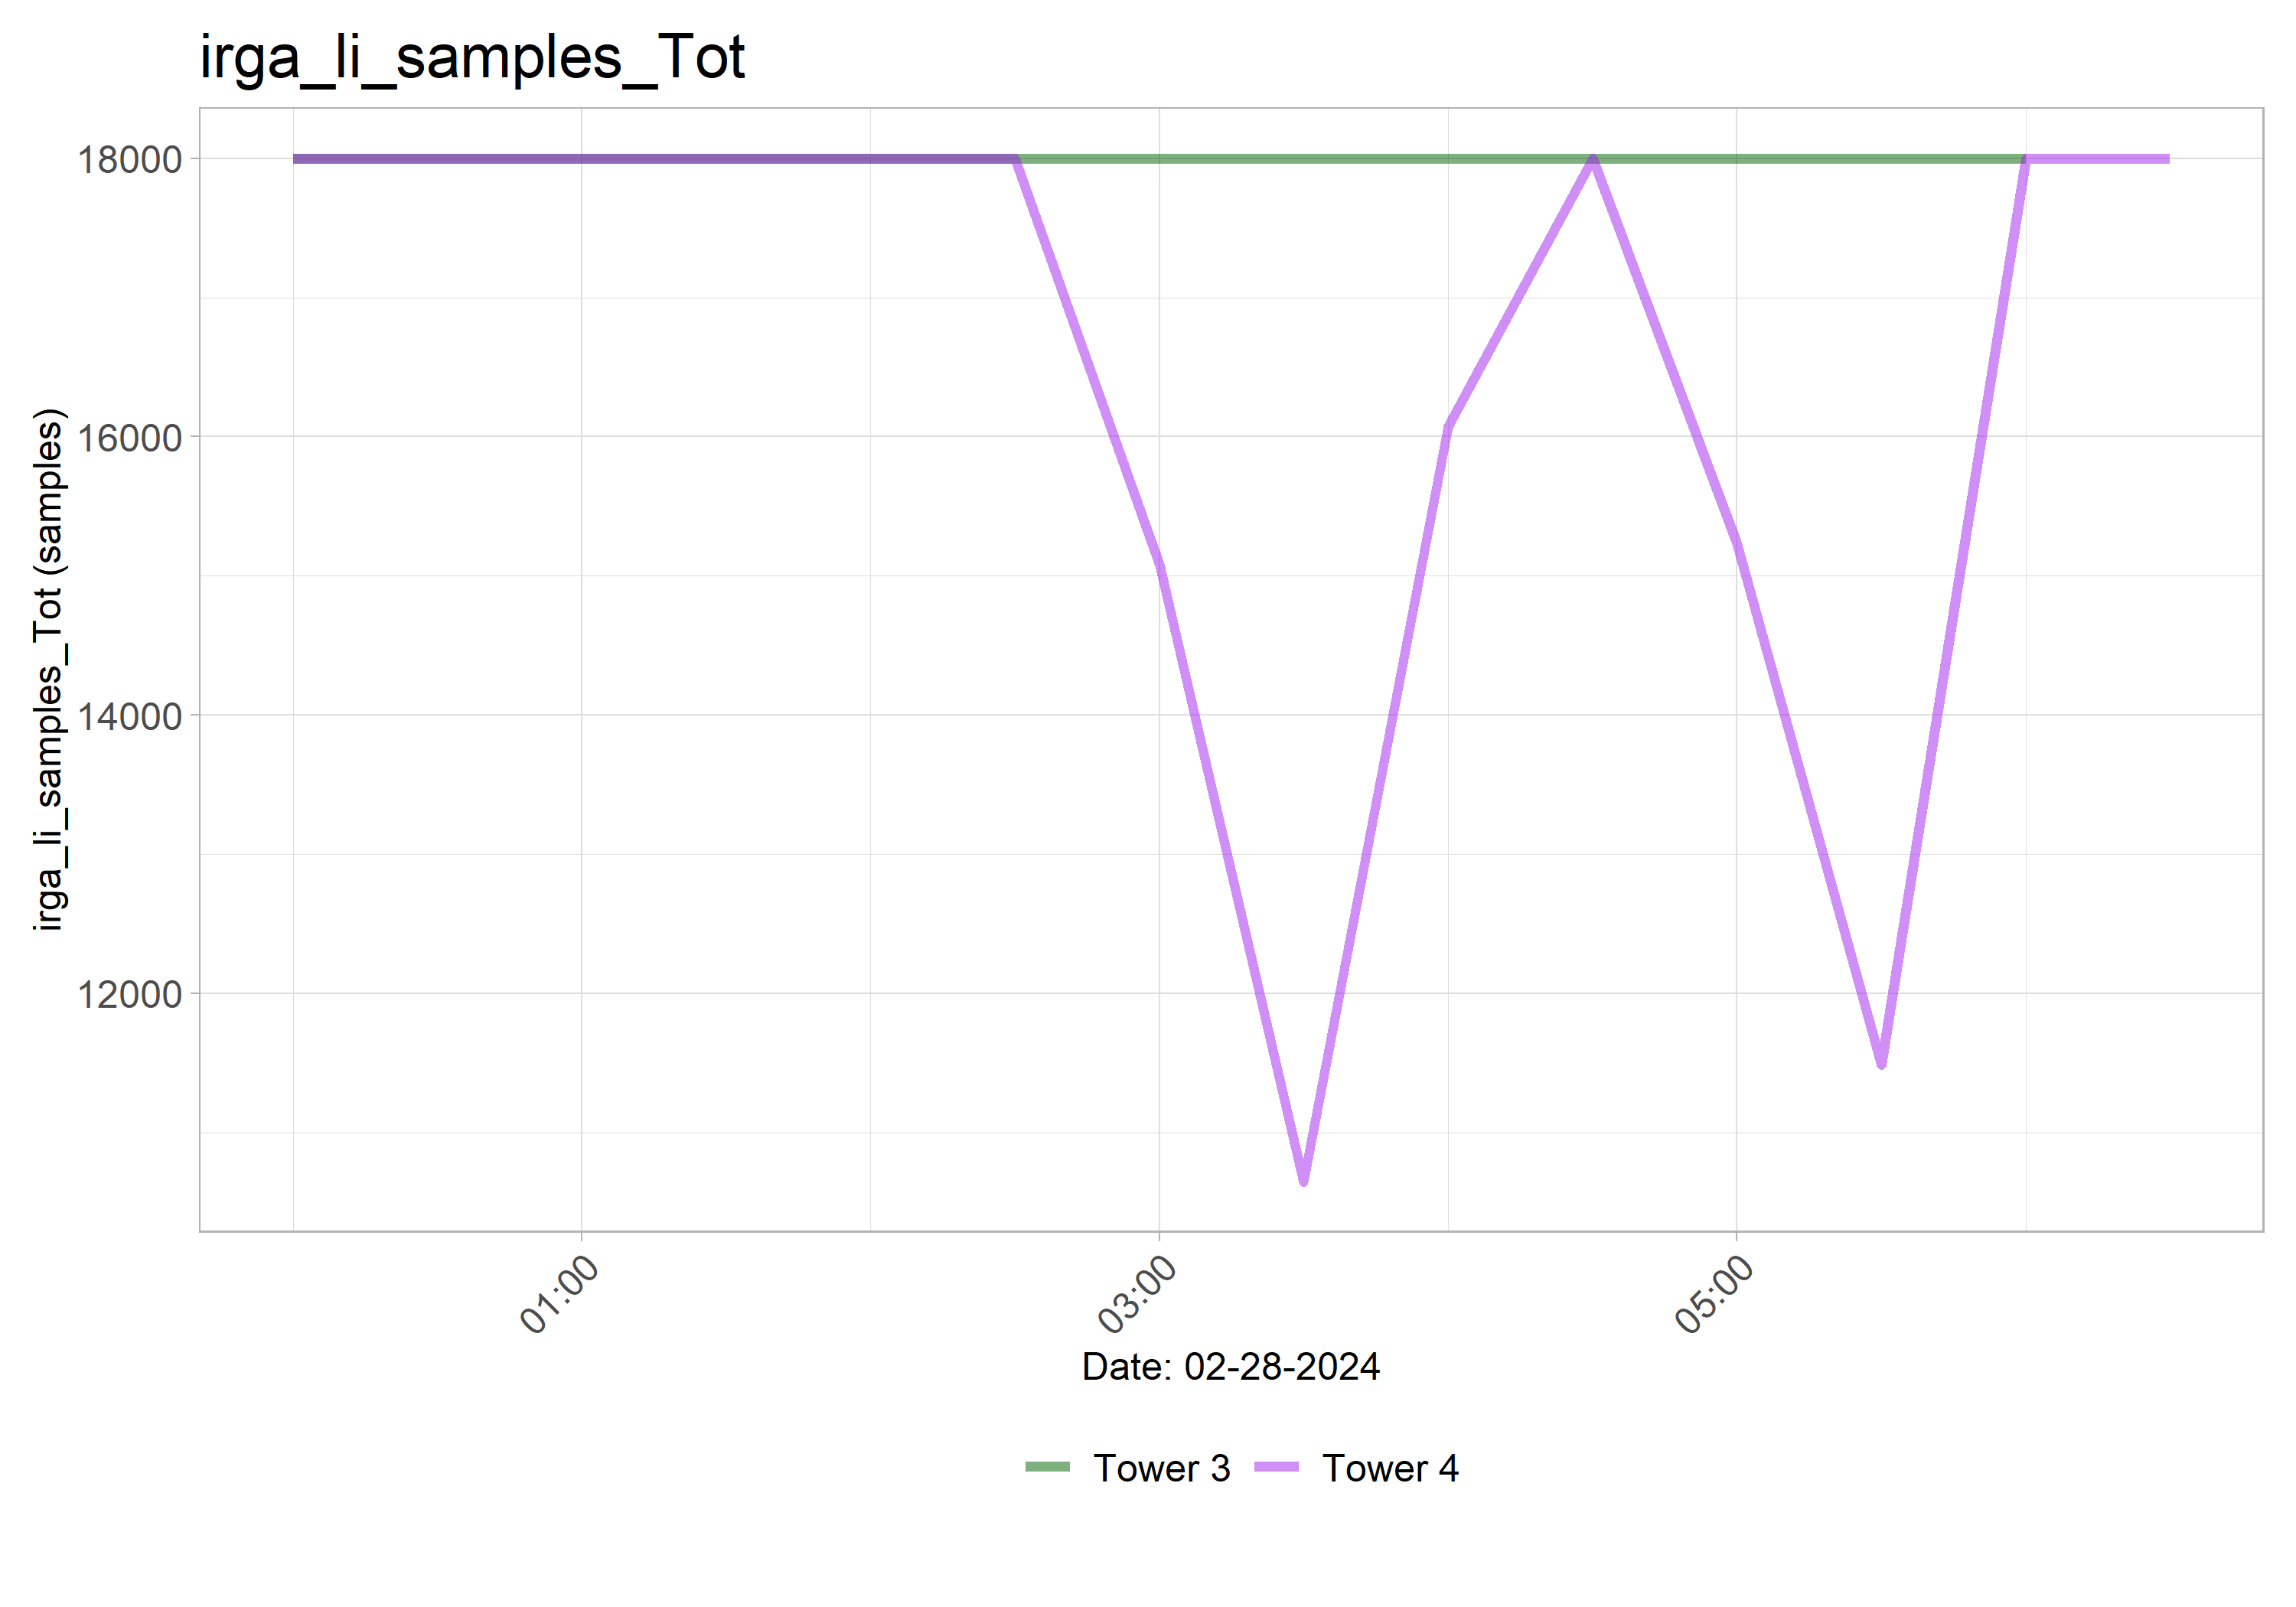 irga_li_samples_Tot
irga_li_samples_Tot (samples)
18000
16000
14000
12000
01:00
03:00
05:00
Date: 02-28-2024
Tower 3
Tower 4